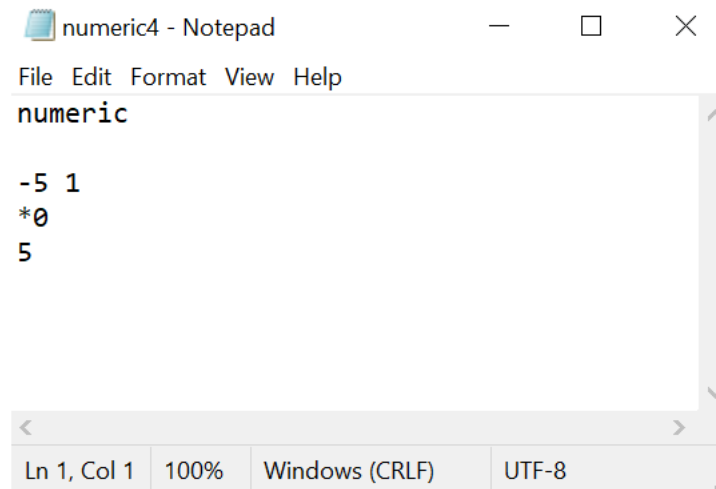 numeric4 - Notepad
File Edit Format View Help
numeric
-5 1
*0
5
Ln 1, Col 1 100% Windows (CRLF) UTF-8